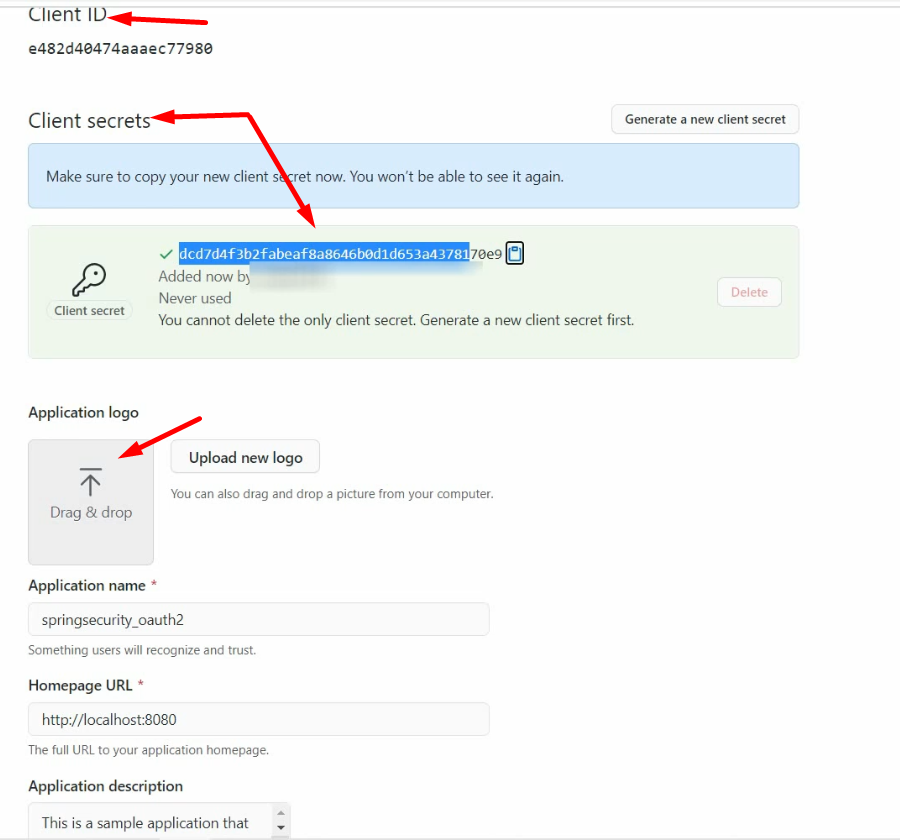 Client ID
e482d40474aaaec77980
Client secrets
Generate a new client secret
Make sure to copy your new client secret now. You won't be able to see it again.
dcd7d4f3b2fabeaf8a8646b0d1d653a4378170e9
Added now by
Never used
Client secret
You cannot delete the only client secret. Generate a new client secret first.
Delete
Application logo
Drag & drop
Upload new logo
You can also drag and drop a picture from your computer.
Application name *
springsecurity_oauth2
Something users will recognize and trust.
Homepage URL *
http://localhost:8080
The full URL to your application homepage.
Application description
This is a sample application that